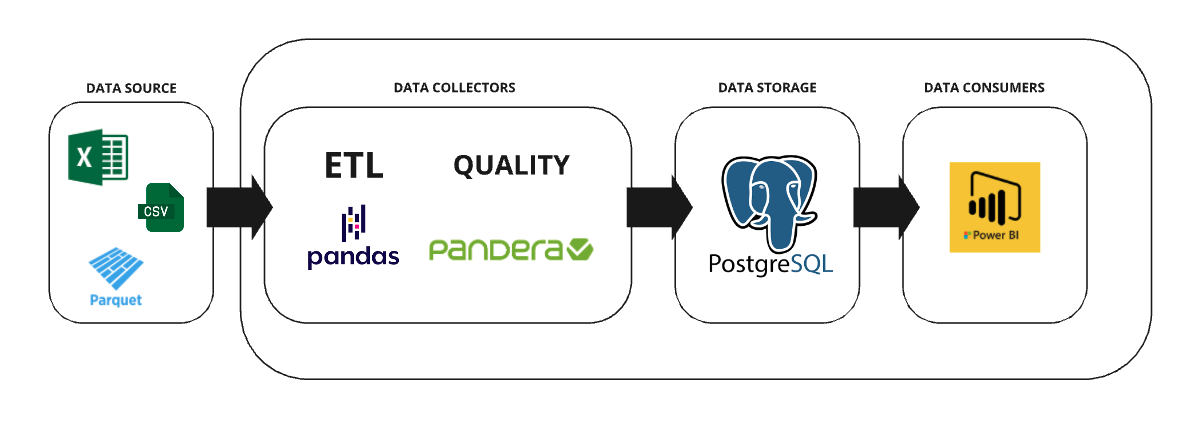 DATA SOURCE
DATA COLLECTORS
DATA STORAGE
DATA CONSUMERS
X
CSV
Parquet
ETL
QUALITY
pandas
PANDERA
PostgreSQL
Power BI